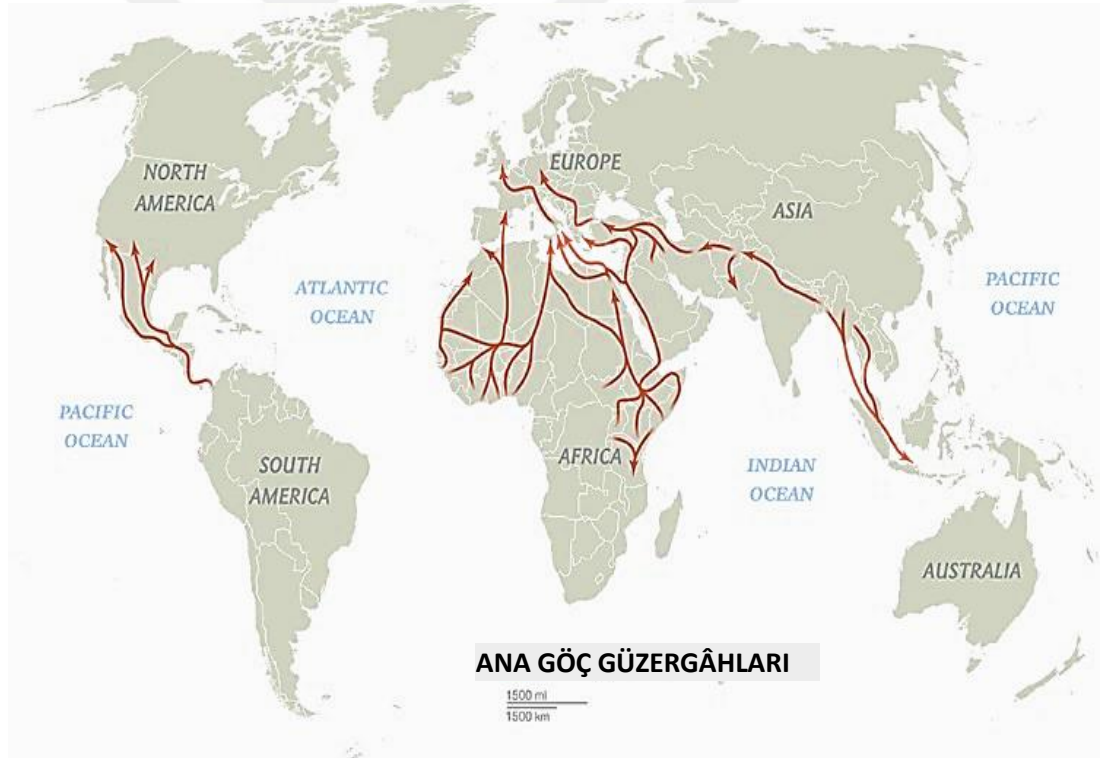 NORTH
AMERICA
EUROPE
ASIA
ATLANTIC
OCEAN
PACIFIC
OCEAN
PACIFIC
OCEAN
SOUTH
AMERICA
AFRICA
INDIAN
OCEAN
AUSTRALIA
ANA GÖÇ GÜZERGÂHLARI
1500 mi
1500 km